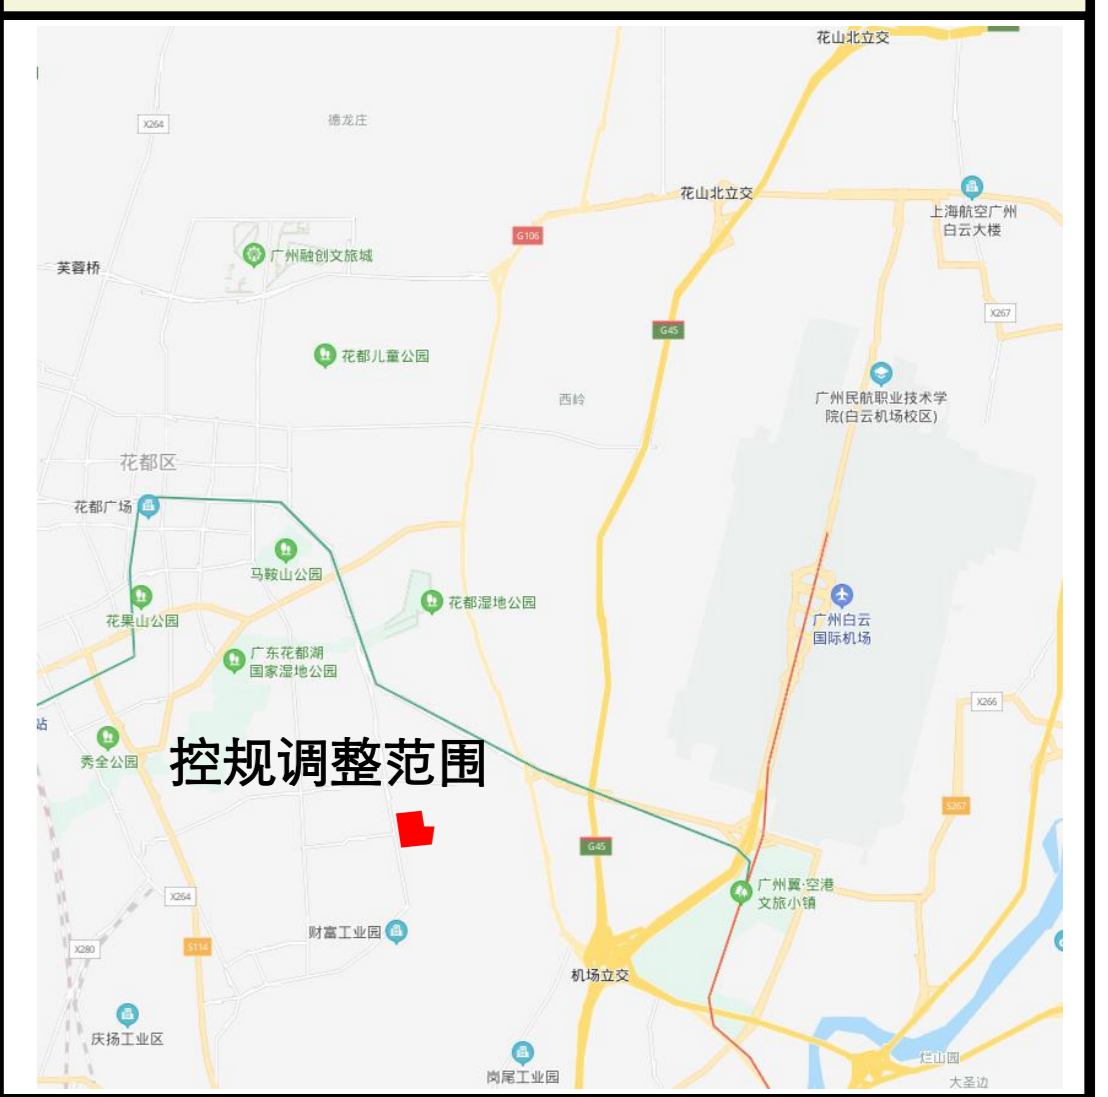 花山北立交
X264
德龙庄
花山北立交
上海航空广州
白云大楼
G106
广州融创文旅城
芙蓉桥
X267
G45
花都儿童公园
广州民航职业技术学
院(白云机场校区)
西岭
花都区
花都广场
马鞍山公园
花果山公园
花都湿地公园
广州白云
国际机场
广东花都湖
国家湿地公园
X266
站
秀全公园
控规调整范围
S267
G45
广州翼·空港
文旅小镇
X264
财富工业园
S114
X280
机场立交
庆扬工业区
岗尾工业园
烂山园
大圣边